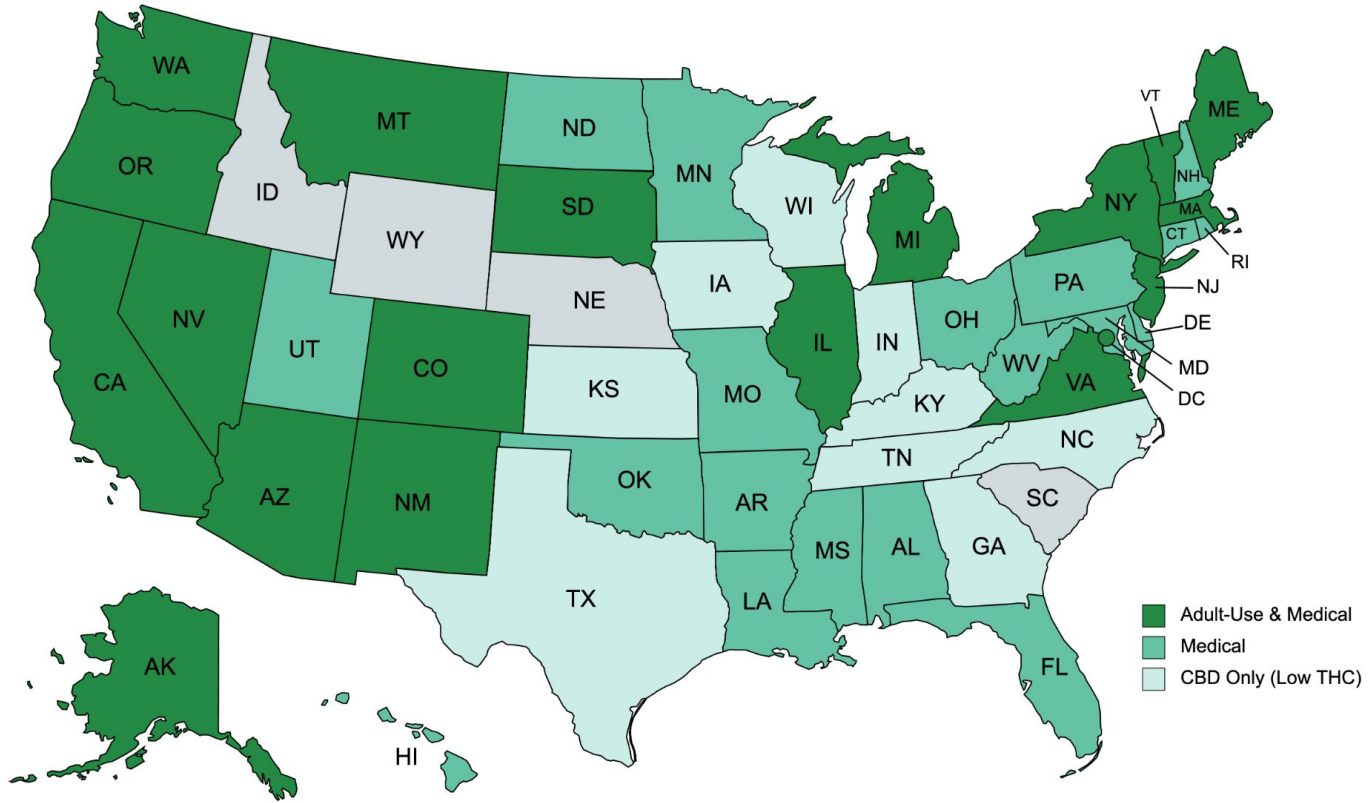 WA
MT
ND
MN
VT
ME
OR
ID
SD
WI
MI
NY
NH
MA
CT
RI
WY
IA
PA
NJ
NE
NV
UT
CO
IL
IN
OH
DE
MD
DC
CA
KS
MO
WV
VA
KY
NC
TN
AZ
NM
OK
AR
SC
MS
AL
GA
TX
LA
FL
AK
HI
Adult-Use & Medical
Medical
CBD Only (Low THC)